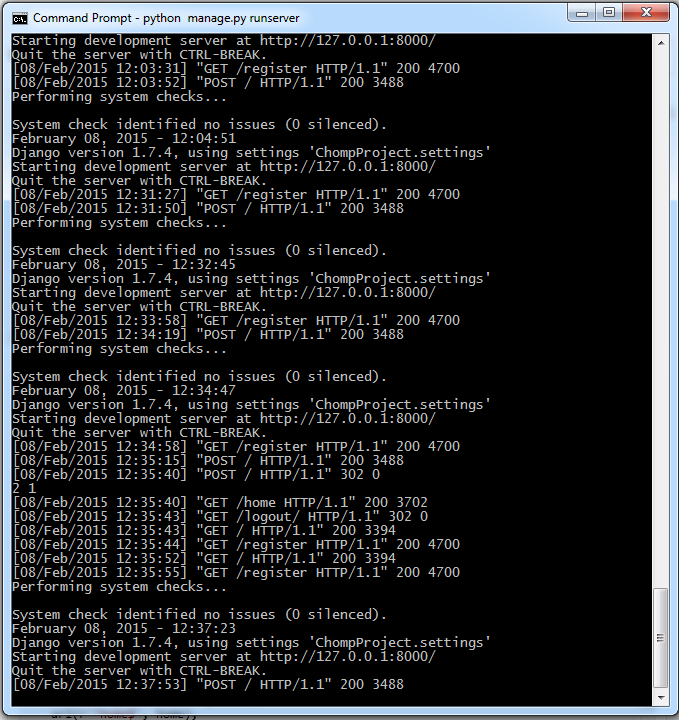 Command Prompt - python  manage.py runserver
Starting development server at http://127.0.0.1:8000/
Quit the server with CTRL-BREAK.
[08/Feb/2015 12:03:31] "GET /register HTTP/1.1" 200 4700
[08/Feb/2015 12:03:52] "POST / HTTP/1.1" 200 3488
Performing system checks...
System check identified no issues (0 silenced).
February 08, 2015 - 12:04:51
Django version 1.7.4, using settings 'ChompProject.settings'
Starting development server at http://127.0.0.1:8000/
Quit the server with CTRL-BREAK.
[08/Feb/2015 12:31:27] "GET /register HTTP/1.1" 200 4700
[08/Feb/2015 12:31:50] "POST / HTTP/1.1" 200 3488
Performing system checks...
System check identified no issues (0 silenced).
February 08, 2015 - 12:32:45
Django version 1.7.4, using settings 'ChompProject.settings'
Starting development server at http://127.0.0.1:8000/
Quit the server with CTRL-BREAK.
[08/Feb/2015 12:33:58] "GET /register HTTP/1.1" 200 4700
[08/Feb/2015 12:34:19] "POST / HTTP/1.1" 200 3488
Performing system checks...
System check identified no issues (0 silenced).
February 08, 2015 - 12:34:47
Django version 1.7.4, using settings 'ChompProject.settings'
Starting development server at http://127.0.0.1:8000/
Quit the server with CTRL-BREAK.
[08/Feb/2015 12:34:58] "GET /register HTTP/1.1" 200 4700
[08/Feb/2015 12:35:15] "POST / HTTP/1.1" 200 3488
[08/Feb/2015 12:35:40] "POST / HTTP/1.1" 302 0
2 1
[08/Feb/2015 12:35:40] "GET /home HTTP/1.1" 200 3702
[08/Feb/2015 12:35:43] "GET /logout/ HTTP/1.1" 302 0
[08/Feb/2015 12:35:43] "GET / HTTP/1.1" 200 3394
[08/Feb/2015 12:35:44] "GET /register HTTP/1.1" 200 4700
[08/Feb/2015 12:35:52] "GET / HTTP/1.1" 200 3394
[08/Feb/2015 12:35:55] "GET /register HTTP/1.1" 200 4700
Performing system checks...
System check identified no issues (0 silenced).
February 08, 2015 - 12:37:23
Django version 1.7.4, using settings 'ChompProject.settings'
Starting development server at http://127.0.0.1:8000/
Quit the server with CTRL-BREAK.
[08/Feb/2015 12:37:53] "POST / HTTP/1.1" 200 3488